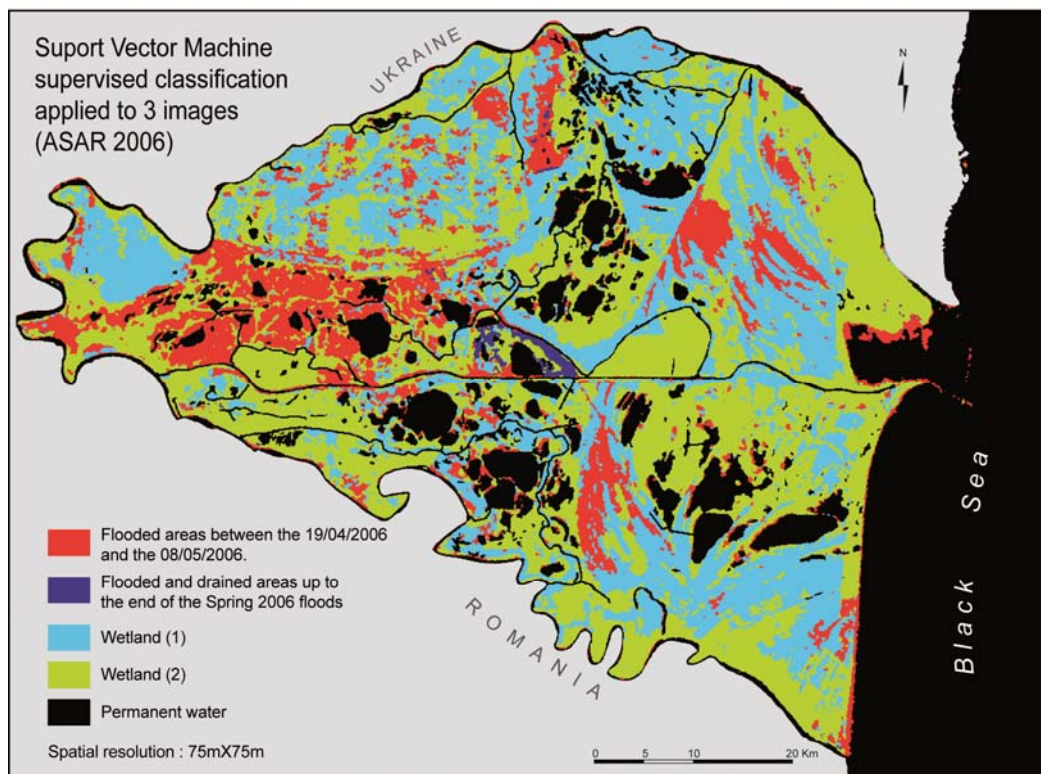 Suport Vector Machine
supervised classification
applied to 3 images
(ASAR 2006)
UKRAINE
N
Black Sea
ROMANIA
Flooded areas between the 19/04/2006
and the 08/05/2006.
Flooded and drained areas up to
the end of the Spring 2006 floods
Wetland (1)
Wetland (2)
Permanent water
Spatial resolution : 75mX75m
0 5 10 20 Km